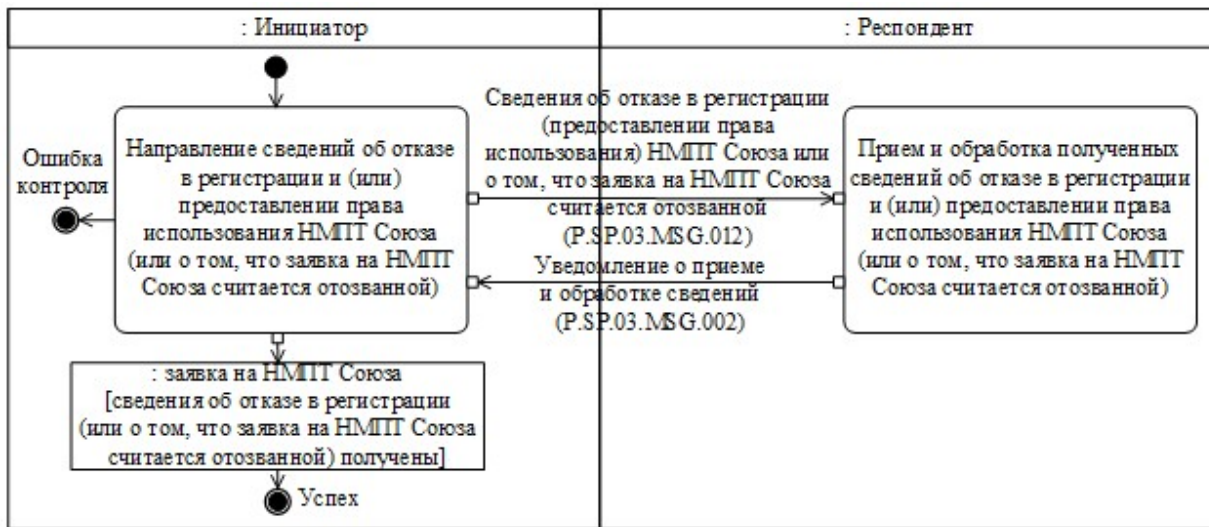 : Инициатор
: Респондент
Ошибка
контроля
Направление сведений об отказе
в регистрации и (или)
предоставлении права
использования НМПТ Союза
(или о том, что заявка на НМПТ
Союза считается отозванной)
Сведения об отказе в регистрации
(предоставлении права
использования) НМПТ Союза или
о том, что заявка на НМПТ Союза
считается отозванной
(P.SP.03.MSG.012)
Уведомление о приеме
и обработке сведений
(P.SP.03.MSG.002)
Прием и обработка полученных
сведений об отказе в регистрации
и (или) предоставлении права
использования НМПТ Союза
(или о том, что заявка на НМПТ
Союза считается отозванной)
: заявка на НМПТ Союза
[сведения об отказе в регистрации
(или о том, что заявка на НМПТ Союза
считается отозванной) получены]
Успех